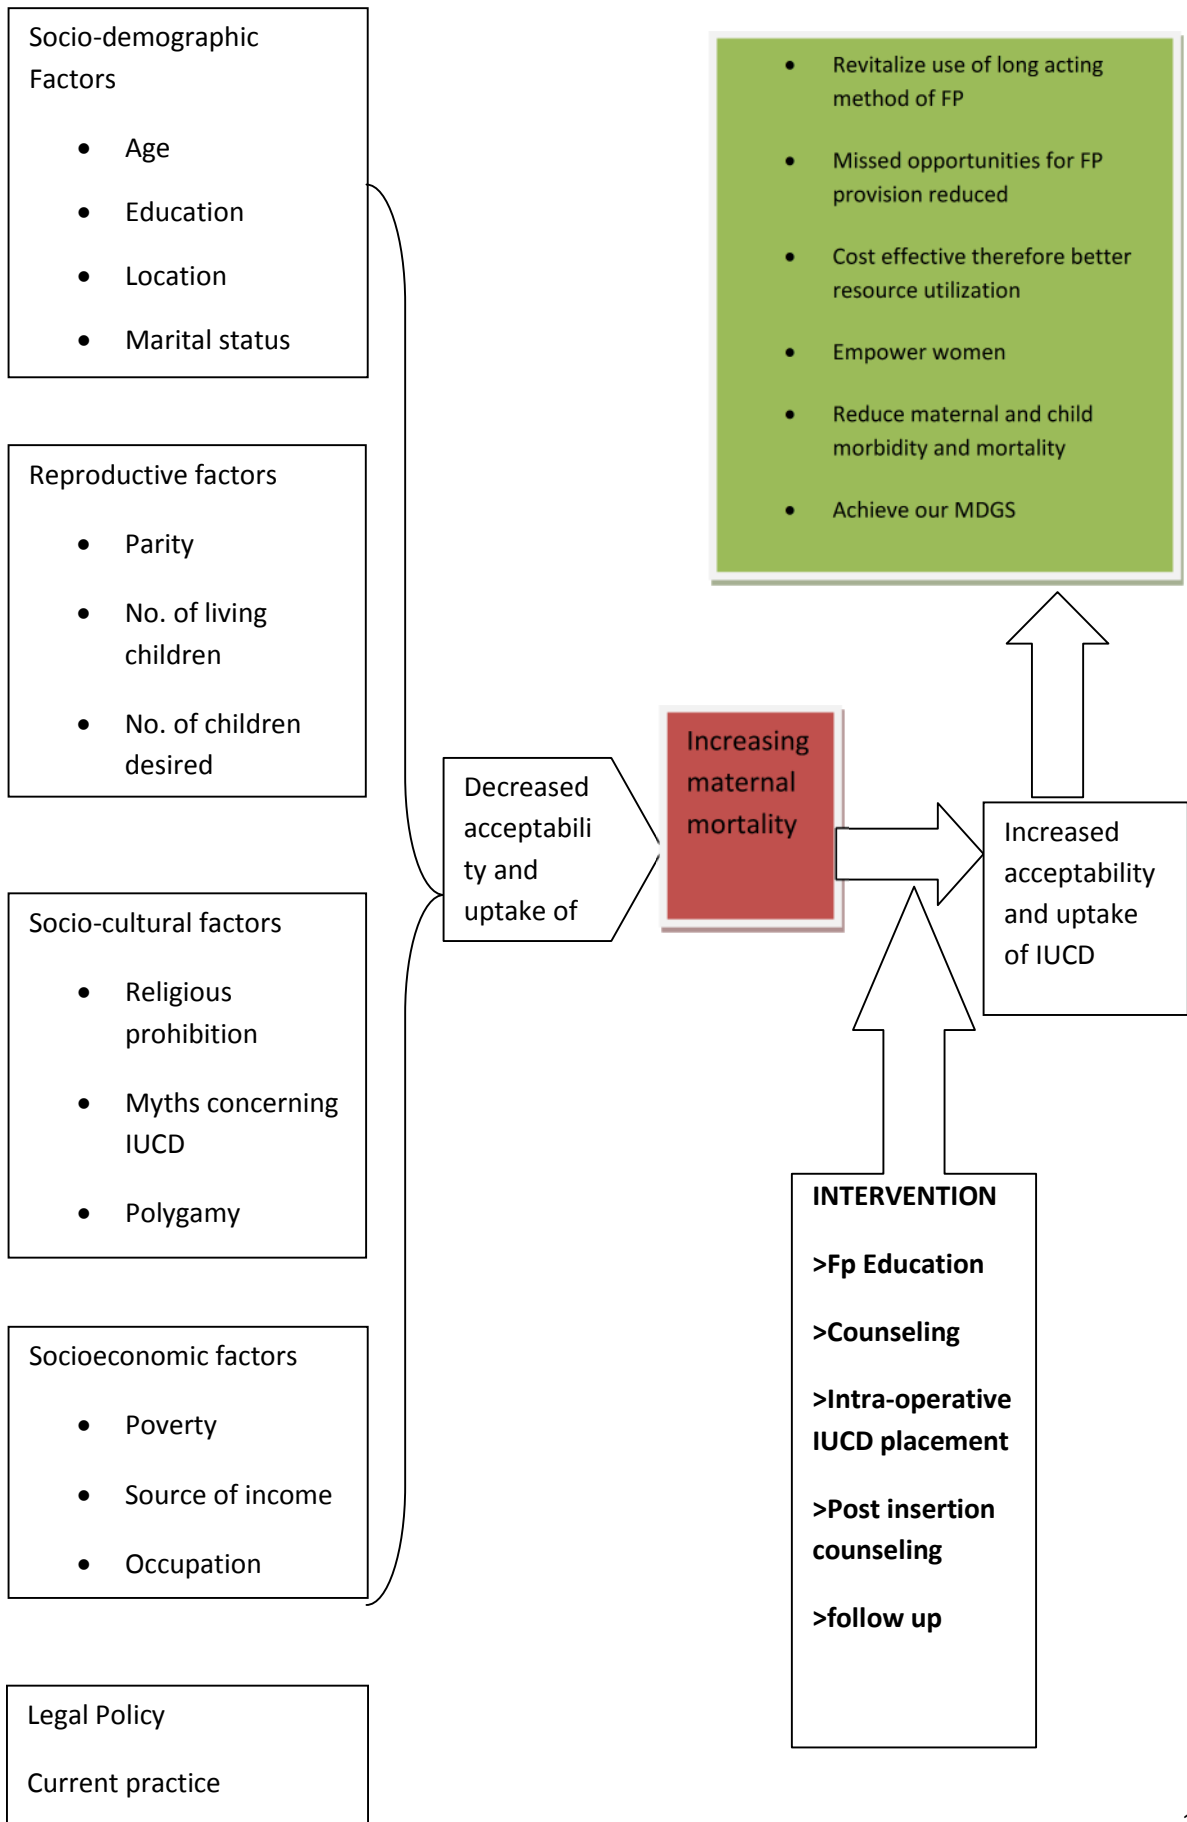 Socio-demographic
Factors
• Age
• Education
• Location
• Marital status
Reproductive factors
• Parity
• No. of living
children
• No. of children
desired
Socio-cultural factors
• Religious
prohibition
• Myths concerning
IUCD
• Polygamy
Socioeconomic factors
• Poverty
• Source of income
• Occupation
Legal Policy
Current practice
Decreased
acceptabili
ty and
uptake of
Increasing
maternal
mortality
Increased
acceptability
and uptake
of IUCD
• Revitalize use of long acting
method of FP
• Missed opportunities for FP
provision reduced
• Cost effective therefore better
resource utilization
• Empower women
• Reduce maternal and child
morbidity and mortality
• Achieve our MDGS
INTERVENTION
>Fp Education
>Counseling
>Intra-operative
IUCD placement
>Post insertion
counseling
>follow up